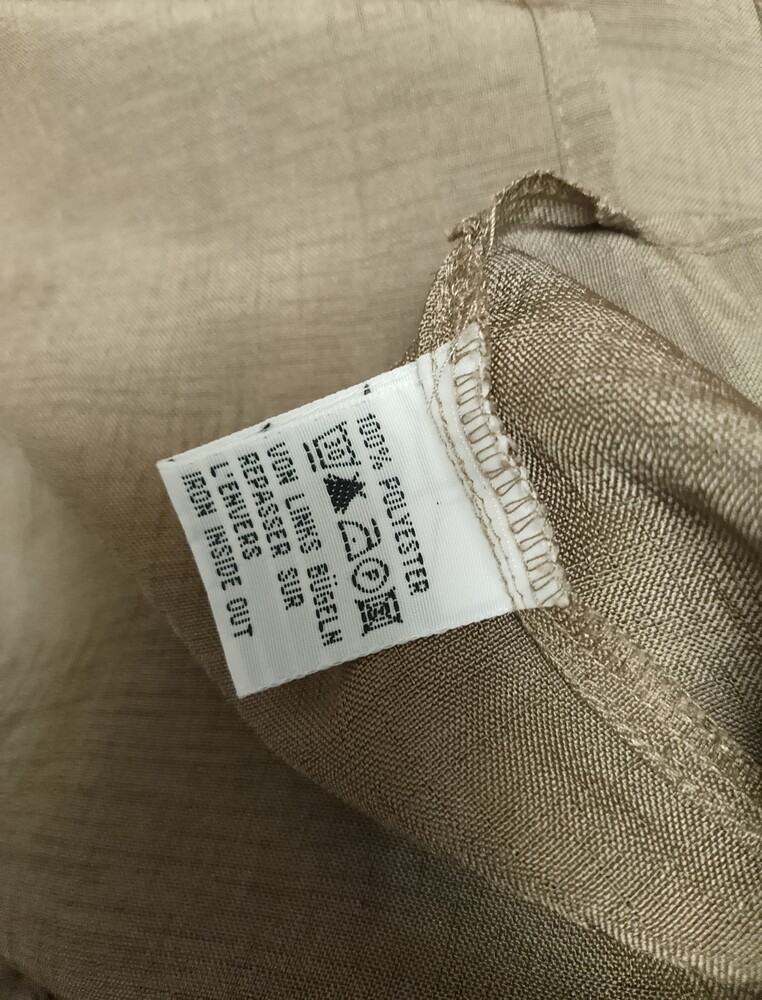 100% POLYESTER
P
VON LINKS BÜGELN
REPASSER SUR
L'ENVERS
IRON INSIDE OUT